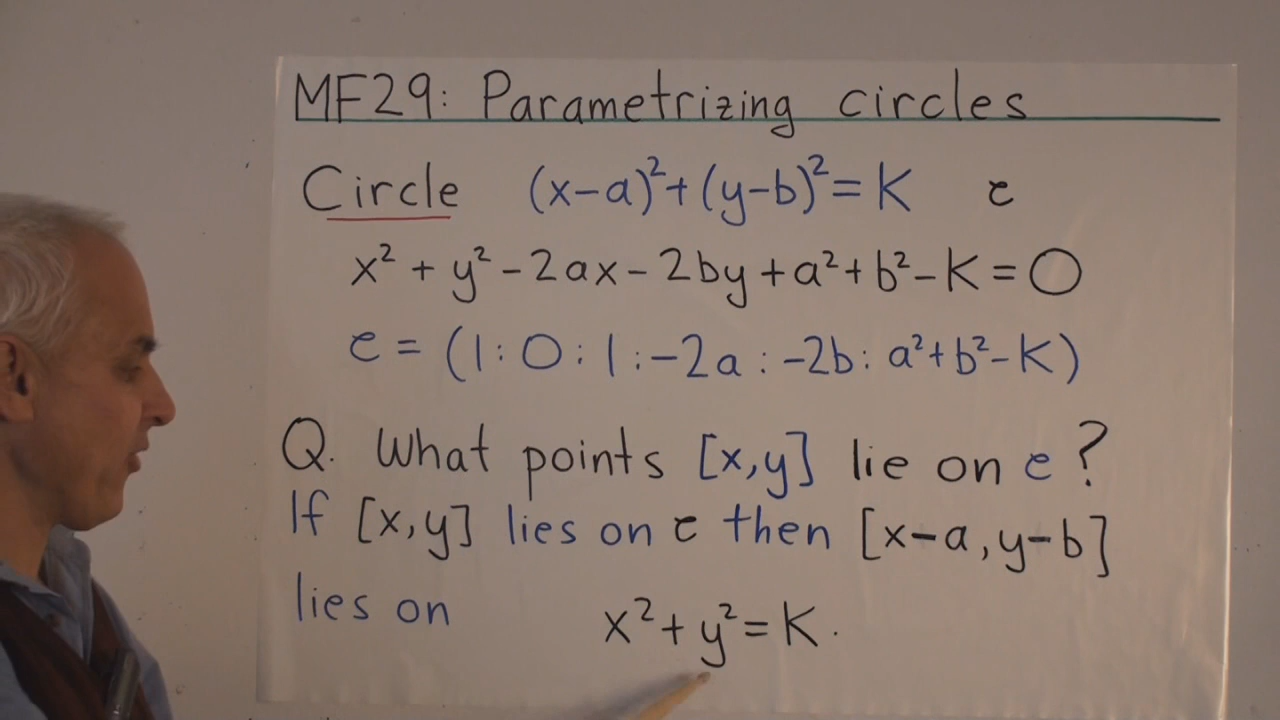 MF29: Parametrizing circles
Circle (x-a)²+(y-b)²=K c
x²+y²-2ax-2by+a²+b²-K=0
c = (1:0:1:-2a:-2b:a²+b²-K)
Q. What points [x,y] lie on c?
If [x,y] lies on c then [x-a,y-b]
lies on x²+y²=K.